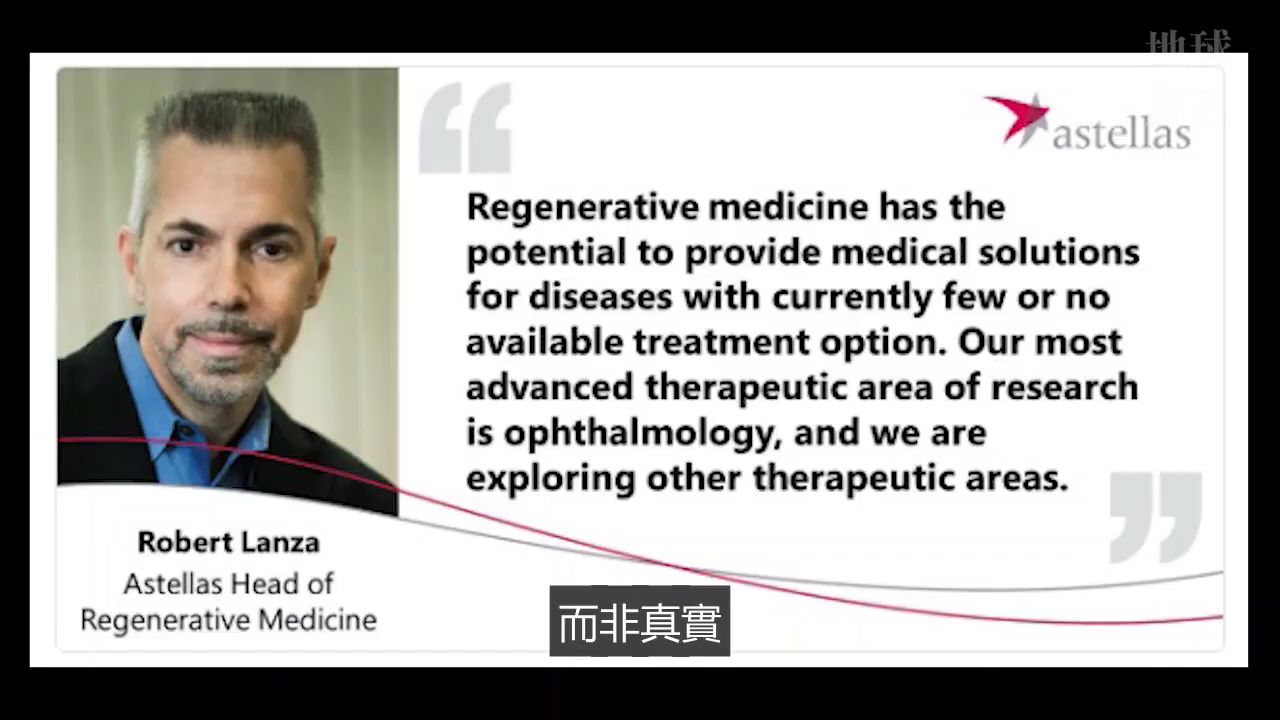 地球
astellas
Regenerative medicine has the
potential to provide medical solutions
for diseases with currently few or no
available treatment option. Our most
advanced therapeutic area of research
is ophthalmology, and we are
exploring other therapeutic areas.
Robert Lanza
Astellas Head of
Regenerative Medicine
而非真實